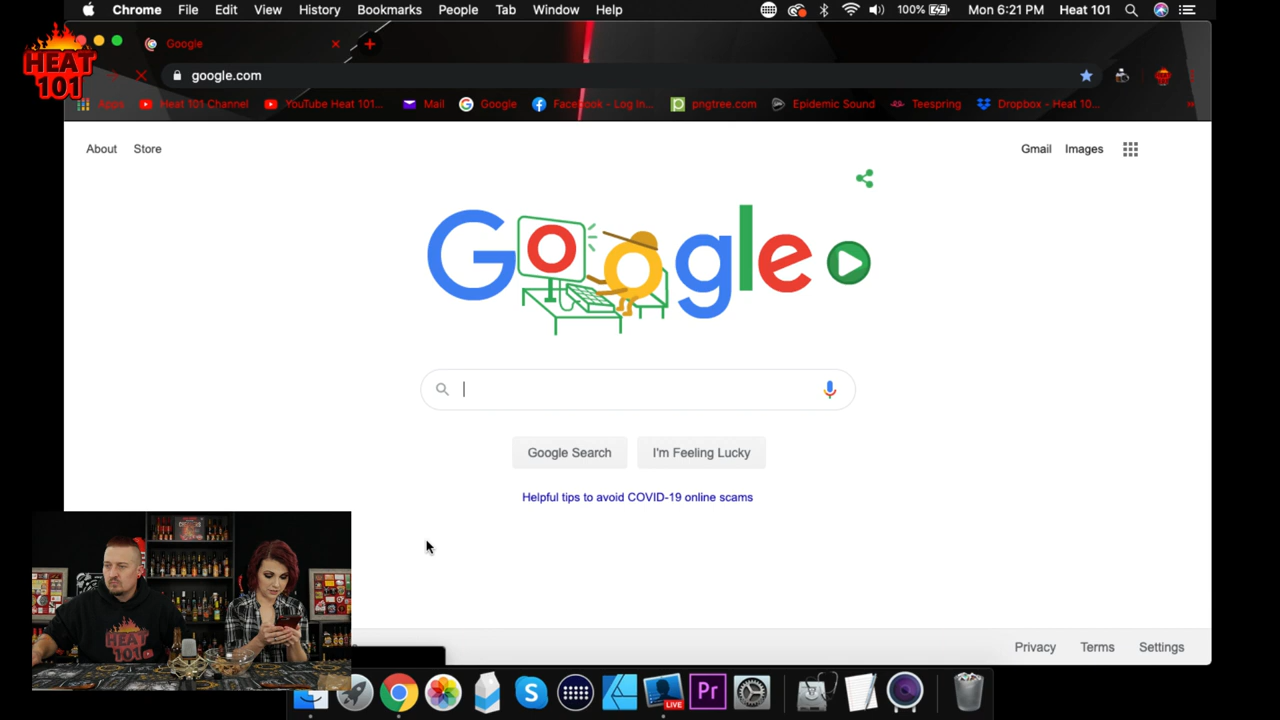 Chrome File Edit View History Bookmarks People Tab Window Help 100% Mon 6:21 PM Heat 101
HEAT
101
Google
google.com
Apps Heat 101 Channel YouTube Heat 101... Mail Google Facebook - Log In... pngtree.com Epidemic Sound Teespring Dropbox - Heat 10... »
About Store Gmail Images
Google
Google Search I'm Feeling Lucky
Helpful tips to avoid COVID-19 online scams
Privacy Terms Settings
HEAT
101
LIVE
Pr